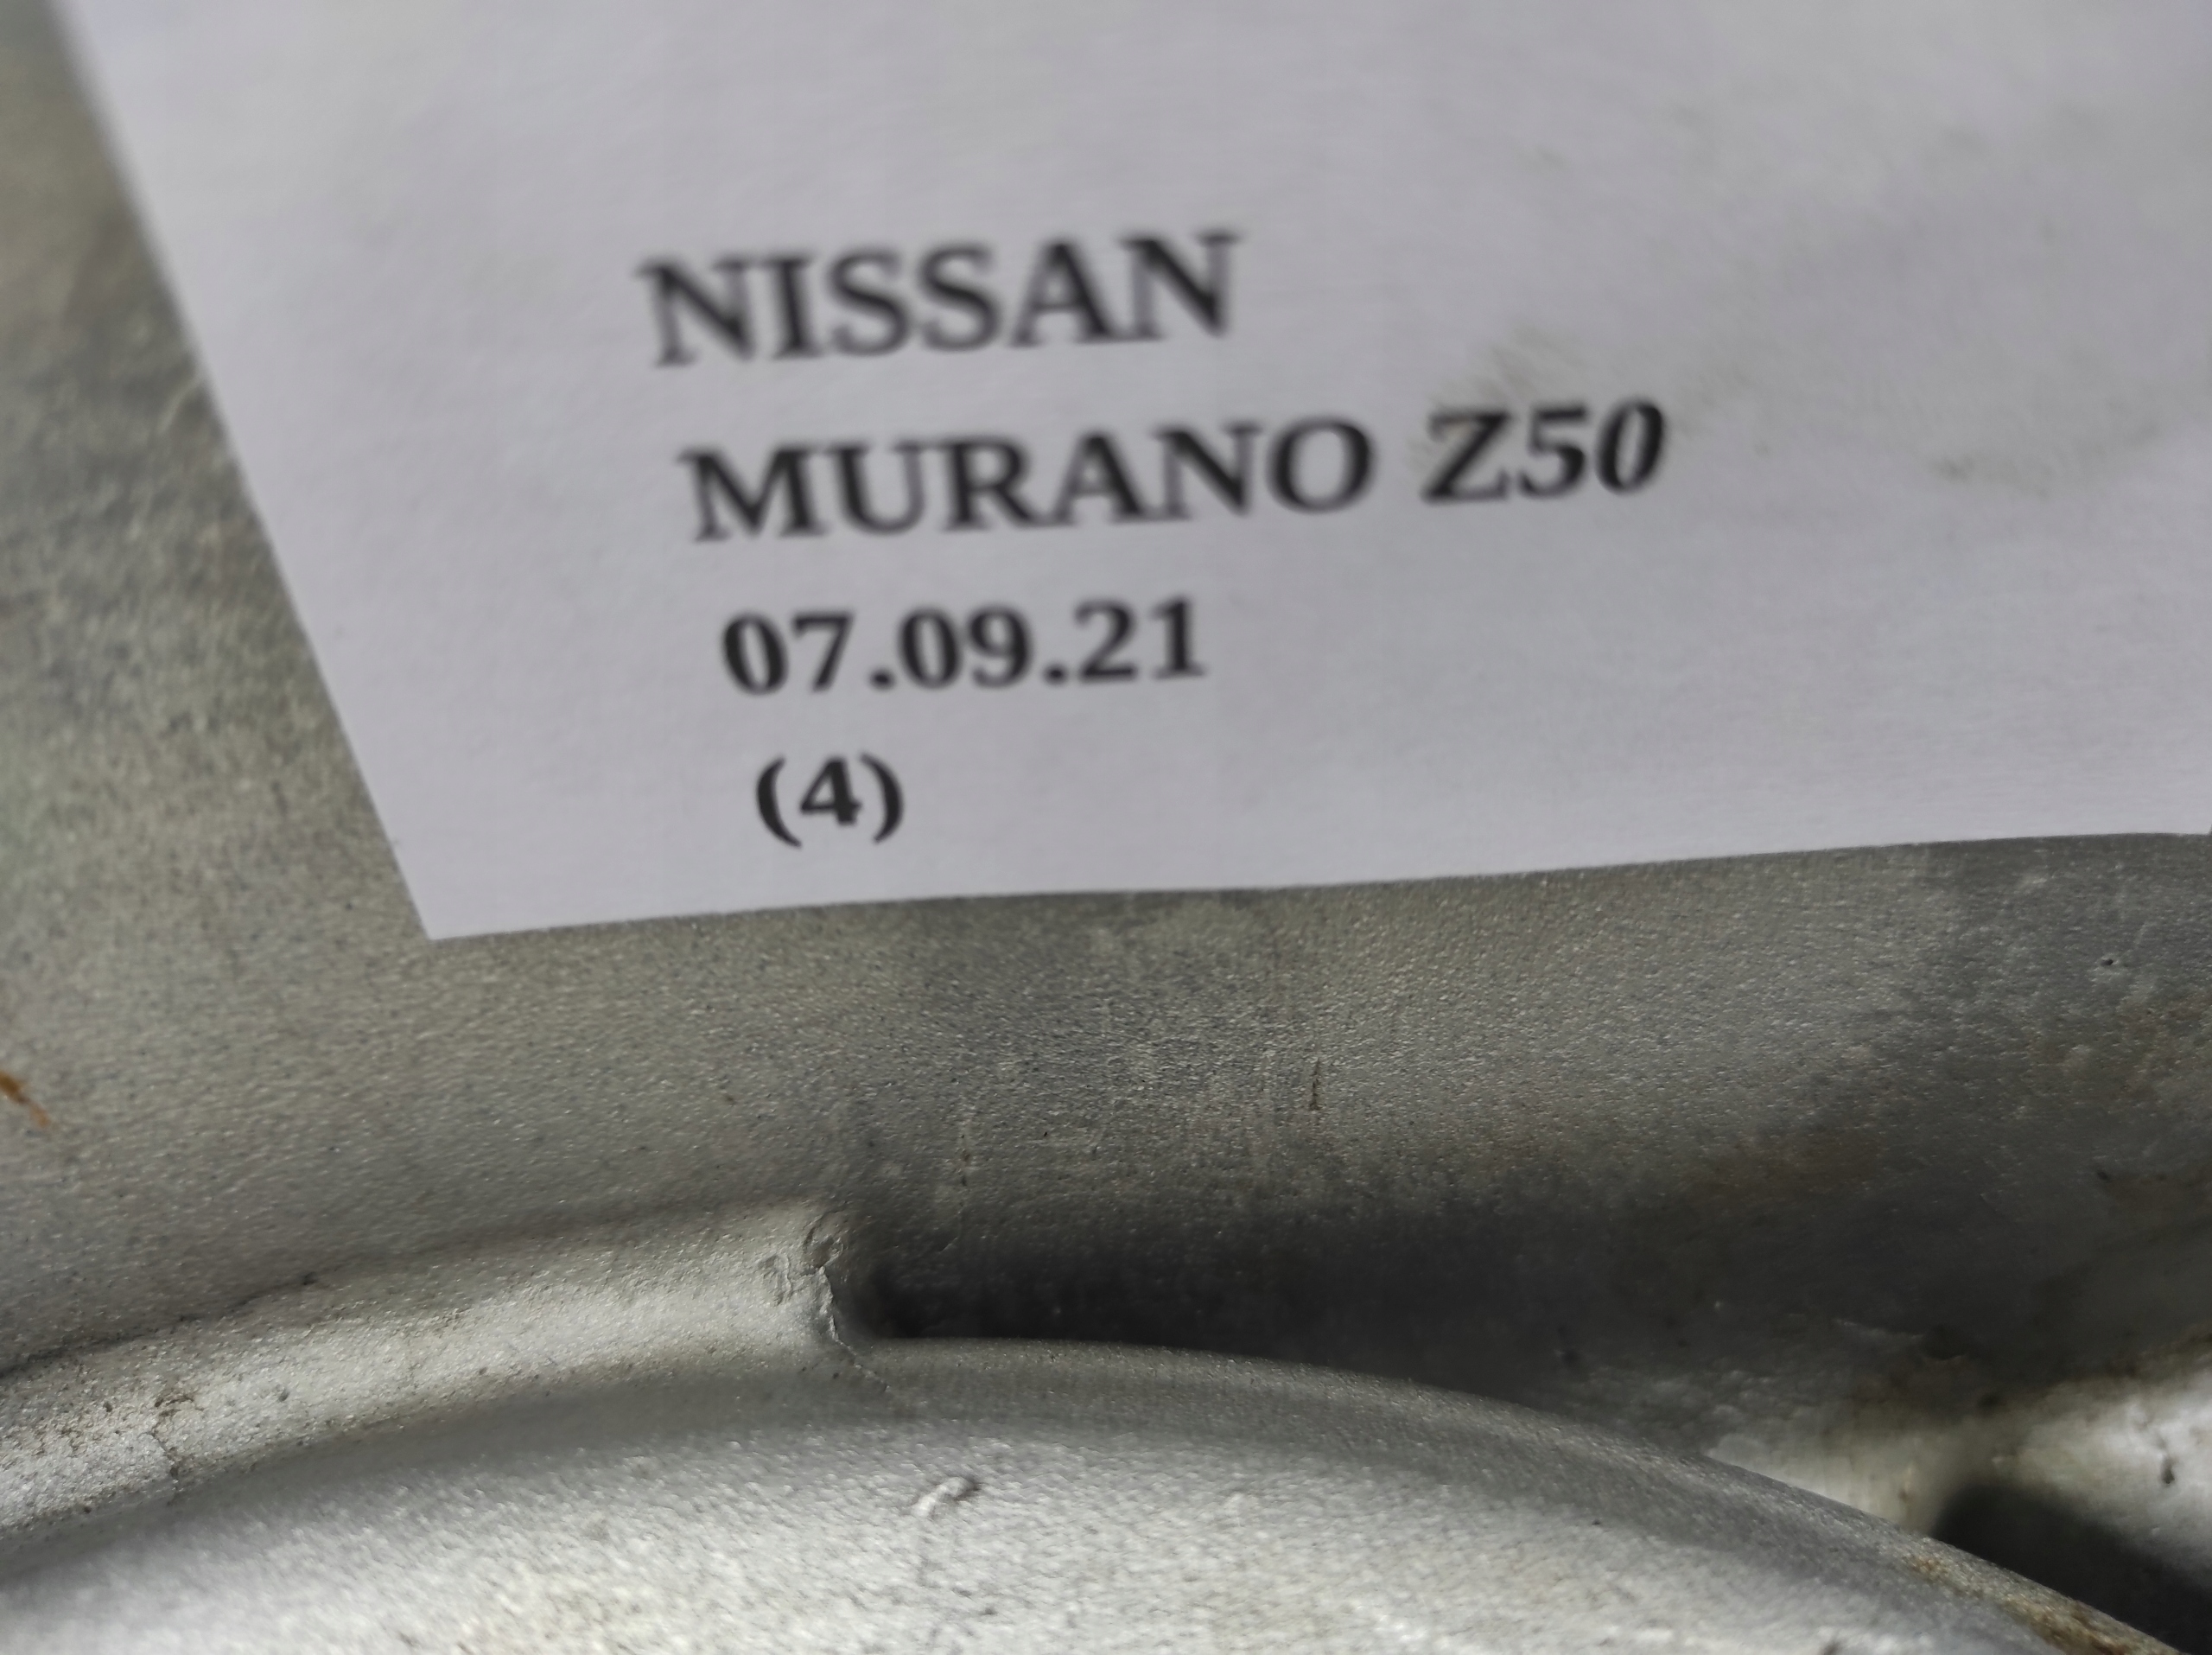 NISSAN
MURANO Z50
07.09.21
(4)